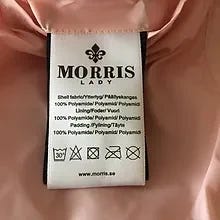 MORRIS
LADY
Shell fabric/Yttertyg/Päällyskangas
100% Polyamide/ Polyamid/ Polyamidi
Lining/Foder/Vuori
100% Polyamide/ Polyamid/ Polyamidi
Padding /Fyllning/Täyte
100% Polyamide/ Polyamid/ Polyamidi
30°
www.morris.se